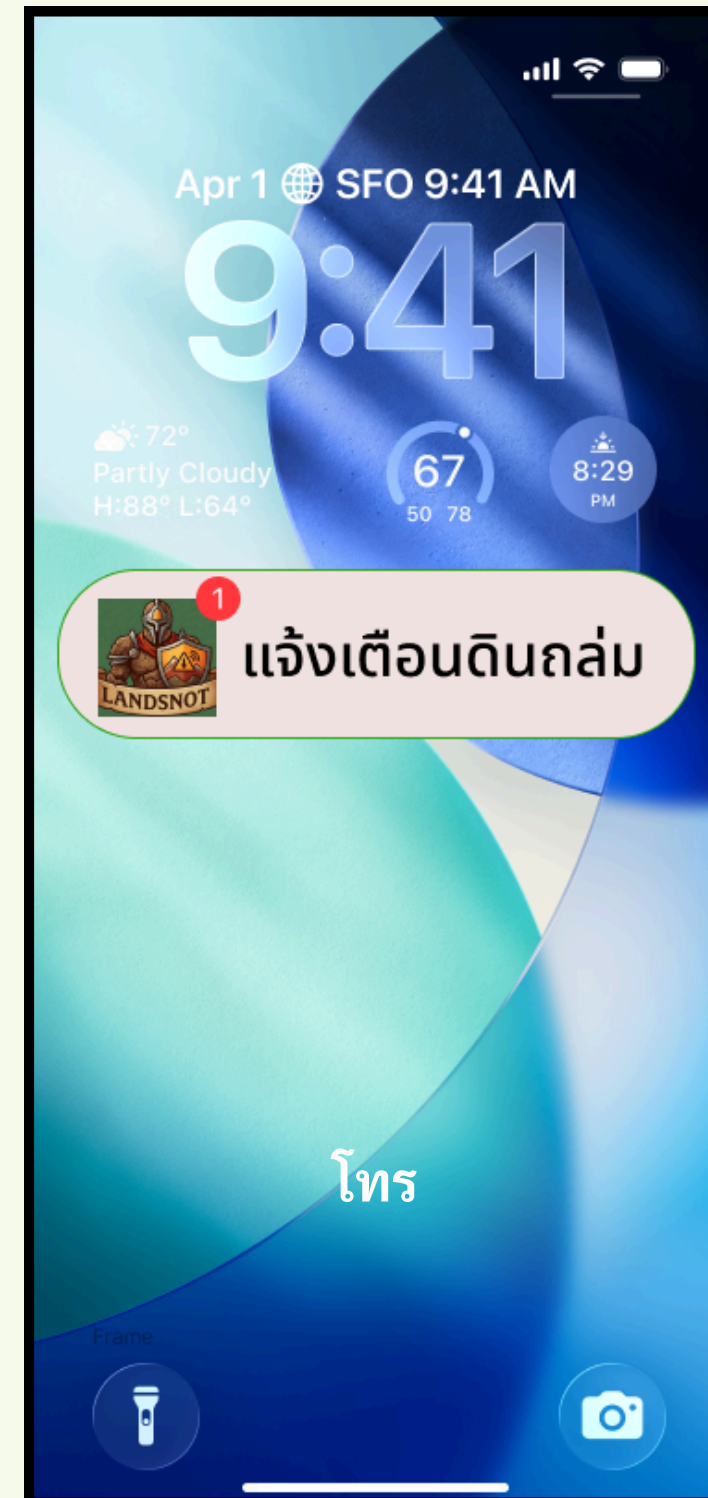 Apr 1 SFO 9:41 AM
9:41
72°
Partly Cloudy
H:88° L:64°
67
50 78
8:29
PM
1
LANDSNOT
แจ้งเตือนดินถล่ม
โทร
Frame